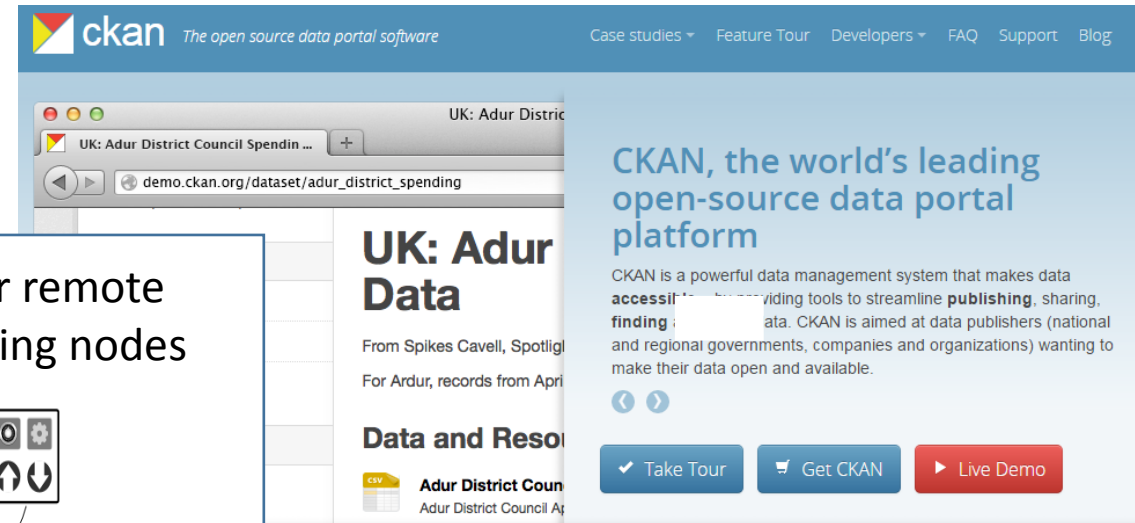 ckan The open source data portal software
Case studies Feature Tour Developers FAQ Support Blog
UK: Adur Distric
UK: Adur District Council Spendin ...
demo.ckan.org/dataset/adur_district_spending
r remote
ing nodes
UK: Adur
Data
From Spikes Cavell, Spotlig
For Ardur, records from Apri
Data and Resou
CSV
Adur District Coun
Adur District Council Ap
CKAN, the world's leading
open-source data portal
platform
CKAN is a powerful data management system that makes data
by providing tools to streamline publishing, sharing,
finding ata. CKAN is aimed at data publishers (national
and regional governments, companies and organizations) wanting to
make their data open and available.
Take Tour
Get CKAN
Live Demo